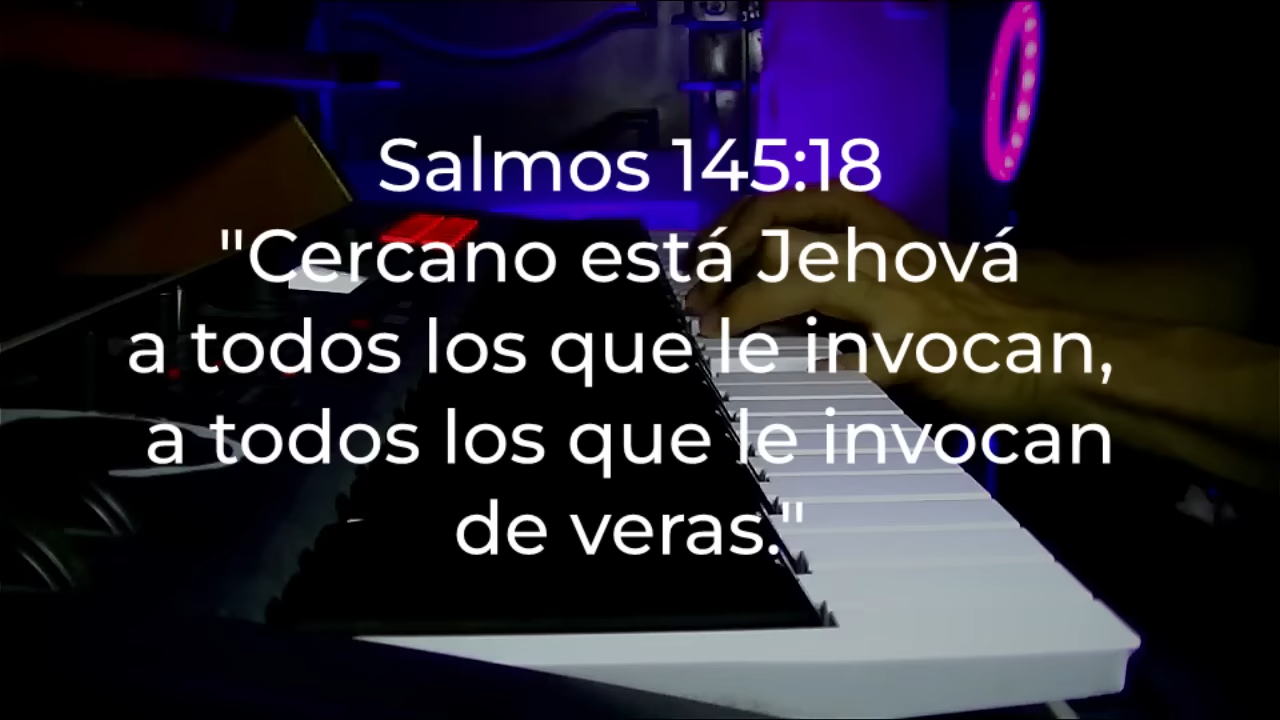 Salmos 145:18
"Cercano está Jehová
a todos los que le invocan,
a todos los que le invocan
de veras."